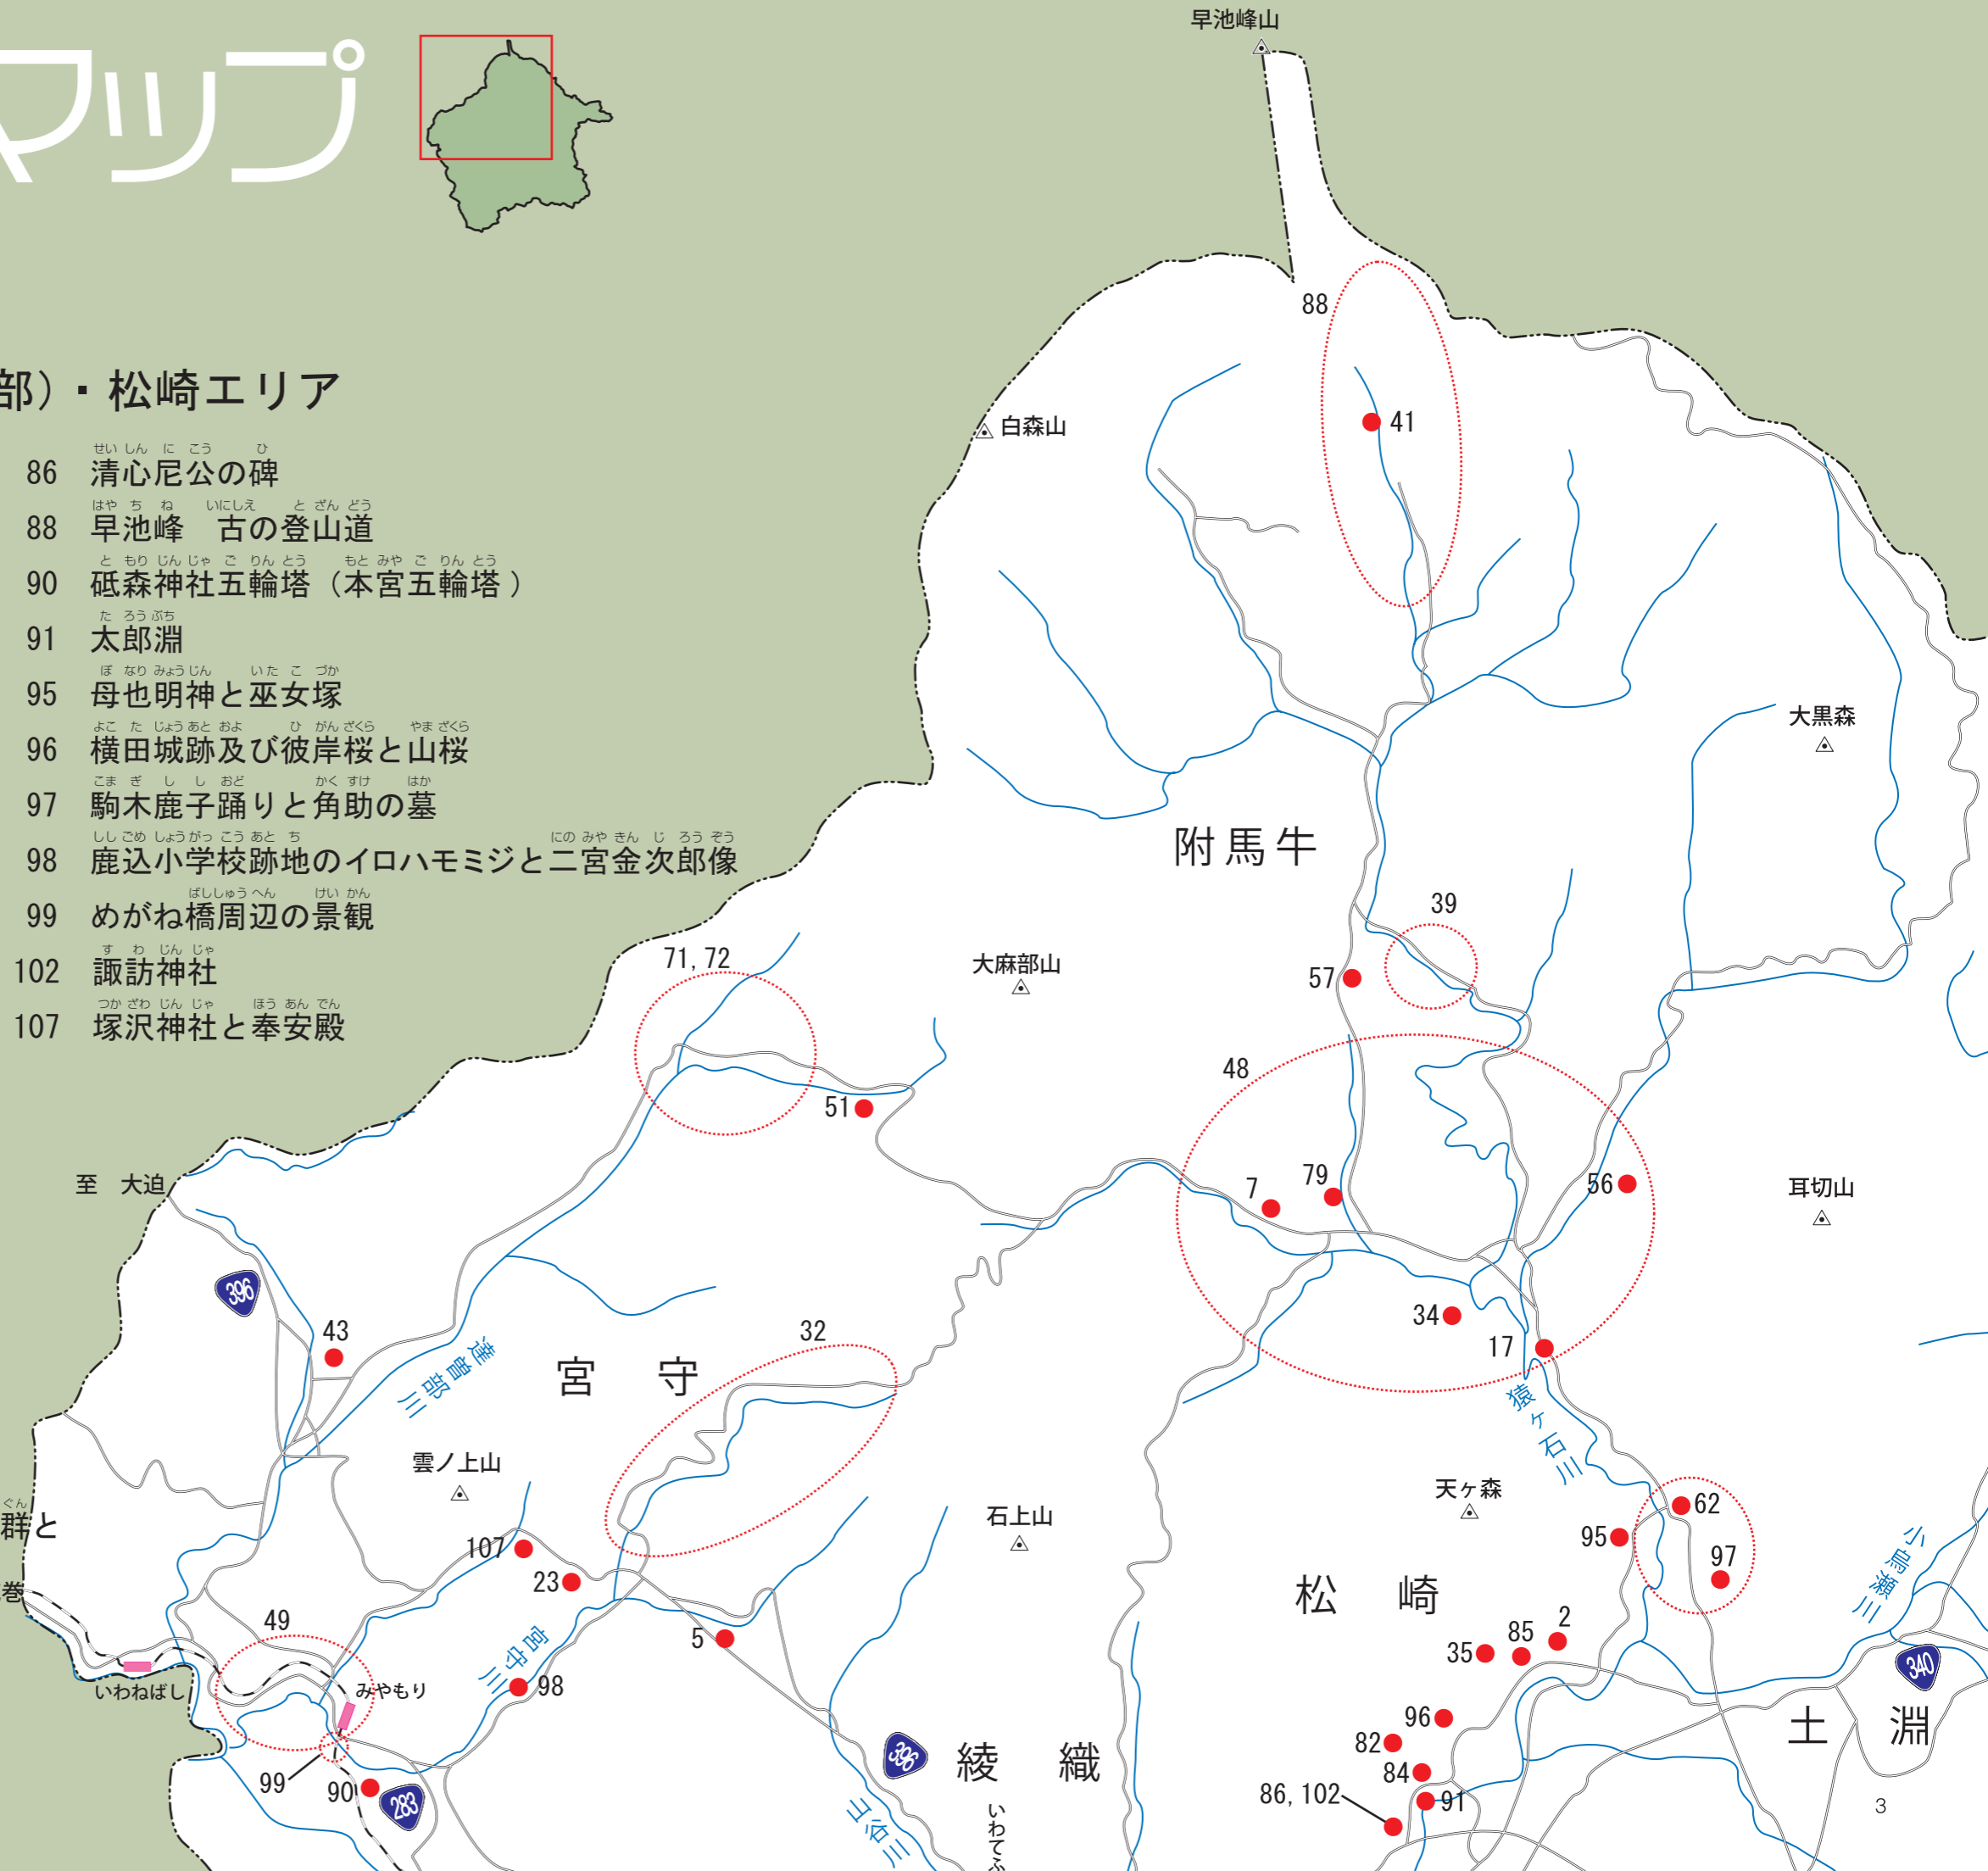 マップ
部）・松崎エリア
86 清心尼公の碑
せいしんにこう ひ
88 早池峰 古の登山道
はやちね いにしえ とざんどう
90 砥森神社五輪塔（本宮五輪塔）
ともりじんじゃごりんとう もとみやごりんとう
91 太郎淵
たろうぶち
95 母也明神と巫女塚
ぼなりみょうじん いたこづか
96 横田城跡及び彼岸桜と山桜
よこたじょうあとおよ ひがんざくら やまざくら
97 駒木鹿子踊りと角助の墓
こまぎししおど かくすけ はか
98 鹿込小学校跡地のイロハモミジと二宮金次郎像
ししごめしょうがっこうあとち にのみやきんじろうぞう
99 めがね橋周辺の景観
ばししゅうへん けいかん
102 諏訪神社
すわじんじゃ
107 塚沢神社と奉安殿
つかざわじんじゃ ほうあんでん
早池峰山
88
41
白森山
大黒森
附馬牛
39
71, 72
大麻部山
57
48
51
至 大迫
7
79
56
耳切山
396
43
32
34
17
達曽部川
宮守
猿ヶ石川
雲ノ上山
天ヶ森
石上山
ぐん
群と
62
95
107
97
小烏瀬川
23
巻
松崎
49
5
2
85
35
宮守川
340
いわねばし
みやもり
98
96
土淵
82
396
綾織
84
99
90
283
86, 102
91
山谷川
いわてふ
3